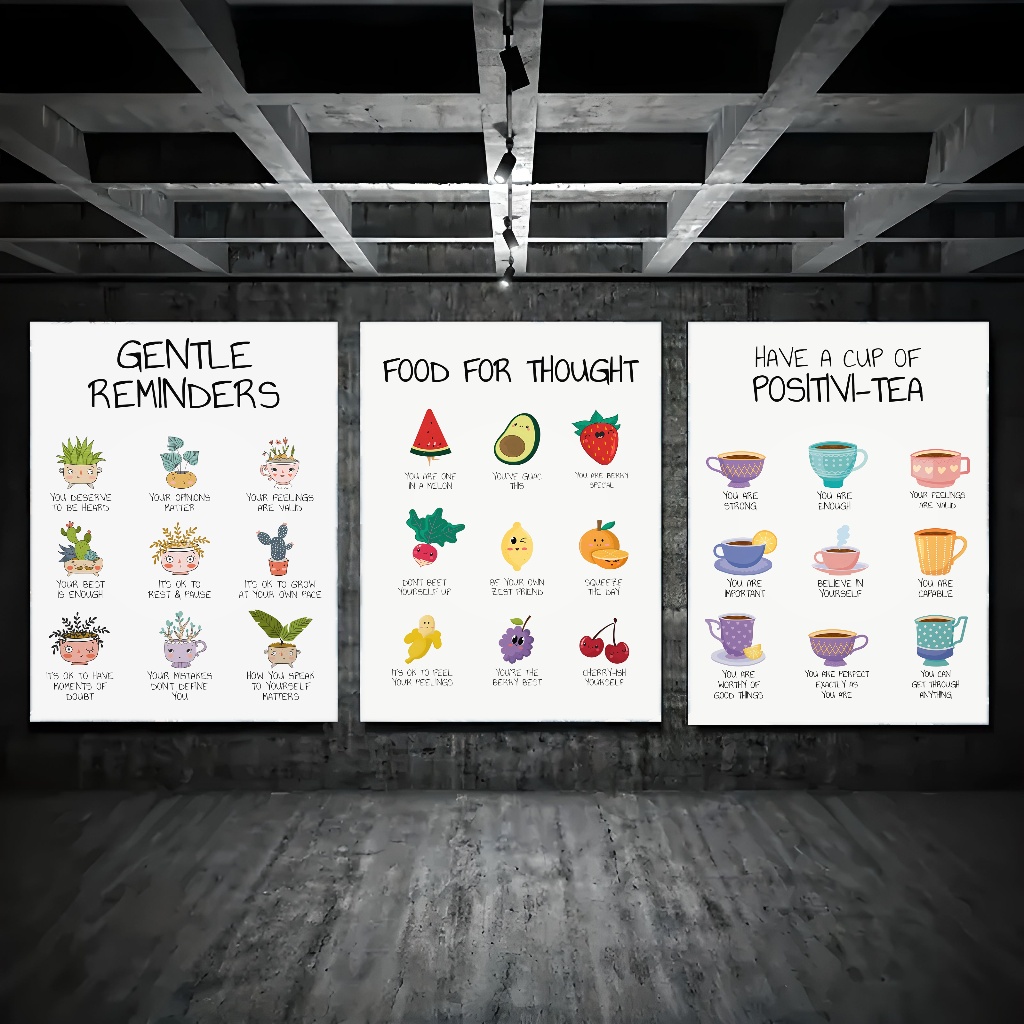 GENTLE
REMINDERS
YOU DESERVE
TO BE HEARD
YOUR OPINIONS
MATTER
YOUR FEELINGS
ARE VALID
YOUR BEST
IS ENOUGH
IT'S OK TO
REST & PAUSE
IT'S OK TO GROW
AT YOUR OWN PACE
IT'S OK TO HAVE
MOMENTS OF
DOUBT
YOUR MISTAKES
DON'T DEFINE
YOU
HOW YOU SPEAK
TO YOURSELF
MATTERS
FOOD FOR THOUGHT
YOU ARE ONE
IN A MELON
YOU'VE GUAC
THIS
YOU ARE BERRY
SPECIAL
DON'T BEET
YOURSELF UP
BE YOUR OWN
ZEST FRIEND
SQUEEZE
THE DAY
IT'S OK TO PEEL
YOUR FEELINGS
YOU'RE THE
BERRY BEST
CHERRY-ISH
YOURSELF
HAVE A CUP OF
POSITIVI-TEA
YOU ARE
STRONG
YOU ARE
ENOUGH
YOUR FEELINGS
ARE VALID
YOU ARE
IMPORTANT
BELIEVE IN
YOURSELF
YOU ARE
CAPABLE
YOU ARE
WORTHY OF
GOOD THINGS
YOU ARE PERFECT
EXACTLY AS
YOU ARE
YOU CAN
GET THROUGH
ANYTHING